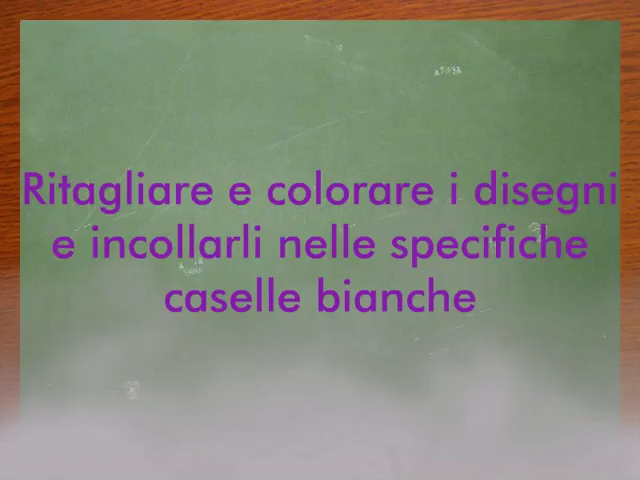 Ritagliare e colorare i disegni
e incollarli nelle specifiche
caselle bianche